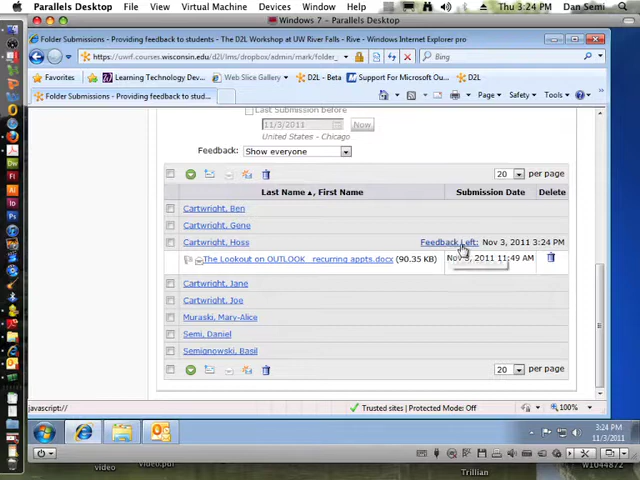 Parallels Desktop File View Virtual Machine Devices Window Help Thu 3:24 PM Dan Semi
Windows 7 - Parallels Desktop
Folder Submissions - Providing feedback to students - The D2L Workshop at UW River Falls - Rive - Windows Internet Explorer pro
https://uwrf.courses.wisconsin.edu/d2l/lms/dropbox/admin/mark/folder_ Bing
Favorites Learning Technology Dev... Web Slice Gallery D2L - Beta Support For Microsoft Ou... D2L
Folder Submissions - Providing feedback to stud... Page Safety Tools
Last Submission before
11/3/2011 Now
United States - Chicago
Feedback: Show everyone
20 per page
Last Name , First Name Submission Date Delete
Cartwright, Ben
Cartwright, Gene
Cartwright, Hoss Feedback Left: Nov 3, 2011 3:24 PM
The Lookout on OUTLOOK_ recurring appts.docx (90.35 KB) Nov 3, 2011 11:49 AM
Cartwright, Jane
Cartwright, Joe
Muraski, Mary-Alice
Semi, Daniel
Semignowski, Basil
20 per page
javascript:// Trusted sites | Protected Mode: Off 100%
3:24 PM
11/3/2011
video video.pdf Trillian W1044872